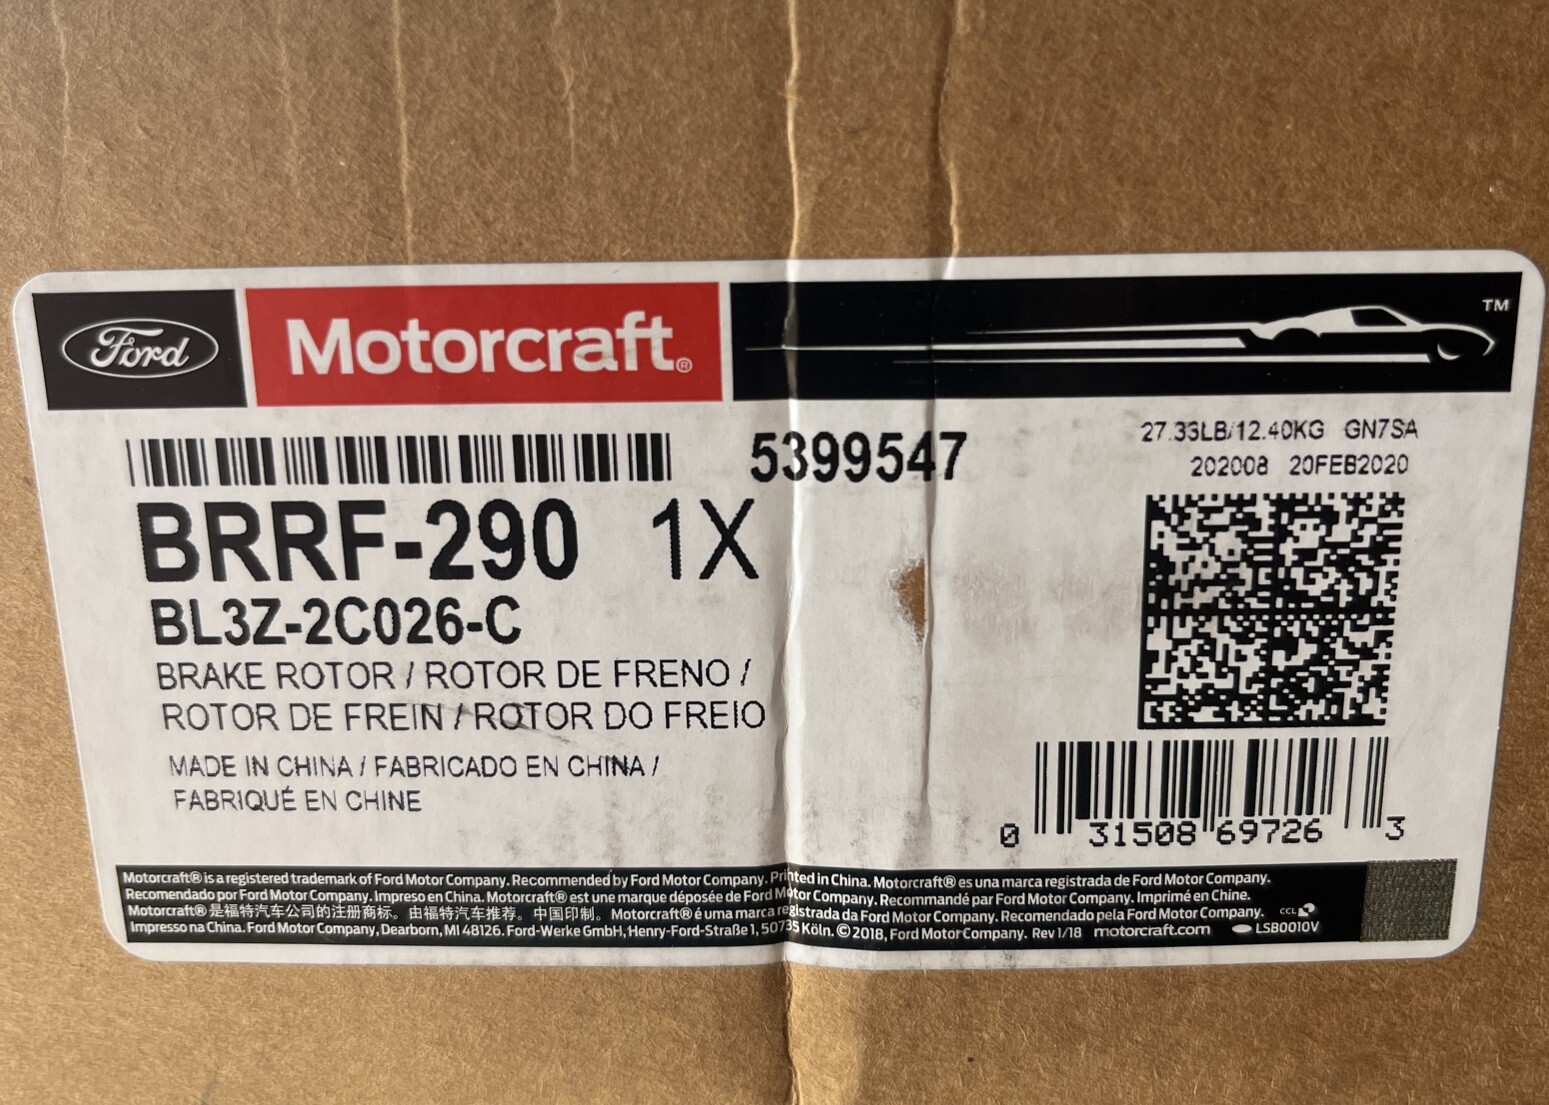 Ford Motorcraft® TM
5399547
27.33LB/12.40KG GN7SA
202008 20FEB2020
BRRF-290 1X
BL3Z-2C026-C
BRAKE ROTOR / ROTOR DE FRENO /
ROTOR DE FREIN / ROTOR DO FREIO
MADE IN CHINA / FABRICADO EN CHINA /
FABRIQUÉ EN CHINE
0 31508 69726 3
Motorcraft® is a registered trademark of Ford Motor Company. Recommended by Ford Motor Company. Printed in China. Motorcraft® es una marca registrada de Ford Motor Company.
Recomendado por Ford Motor Company. Impreso en China. Motorcraft® est une marque déposée de Ford Motor Company. Recommandé par Ford Motor Company. Imprimé en Chine.
Motorcraft® 是福特汽车公司的注册商标。由福特汽车推荐。中国印制。Motorcraft® é uma marca registrada da Ford Motor Company. Recomendado pela Ford Motor Company. CCL
Impresso na China. Ford Motor Company, Dearborn, MI 48126. Ford-Werke GmbH, Henry-Ford-Straße 1, 50735 Köln. © 2018, Ford Motor Company. Rev 1/18 motorcraft.com LSB0010V